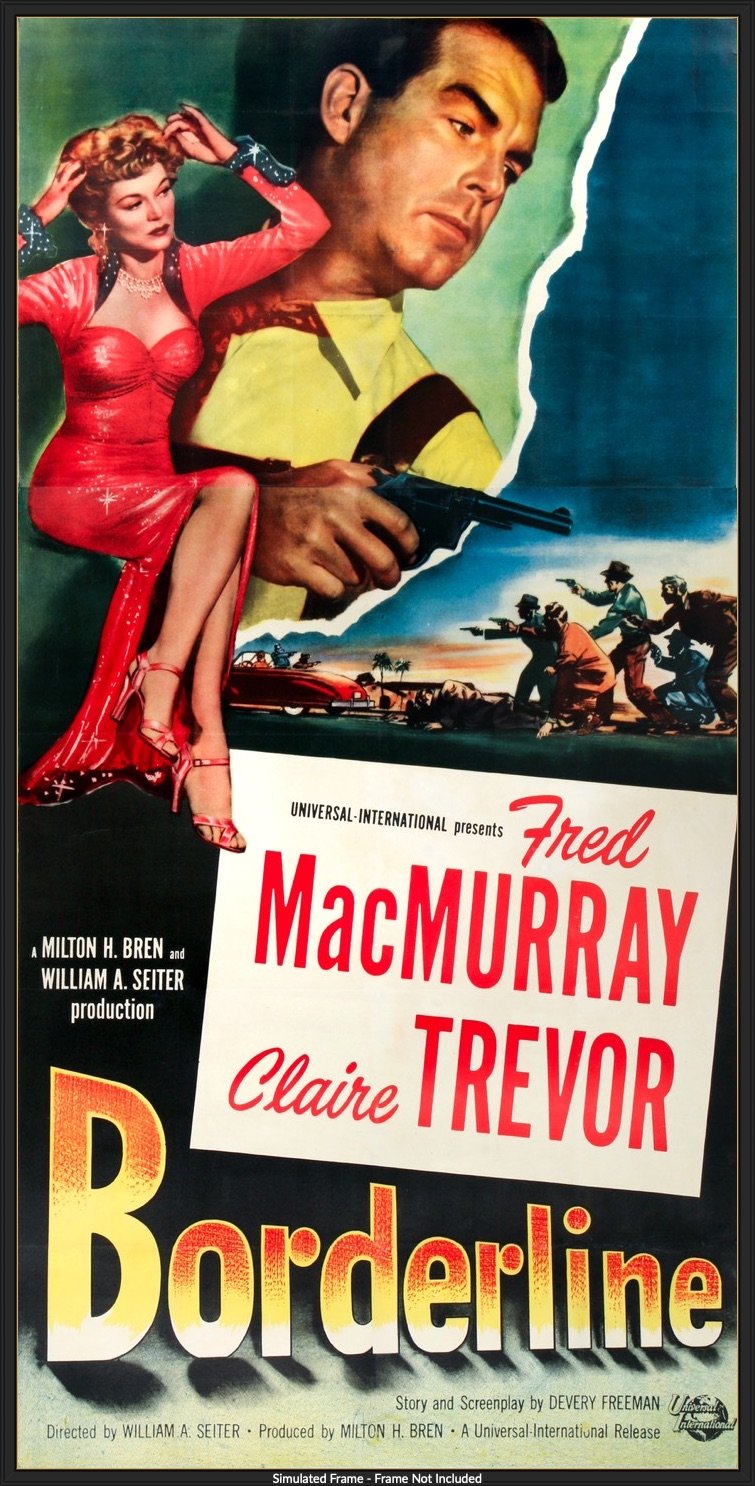 UNIVERSAL-INTERNATIONAL presents Fred
MacMURRAY
Claire TREVOR
A MILTON H. BREN and
WILLIAM A. SEITER
production
Borderline
Story and Screenplay by DEVERY FREEMAN
Directed by WILLIAM A. SEITER • Produced by MILTON H. BREN • A Universal-International Release
Universal
International
Simulated Frame - Frame Not Included